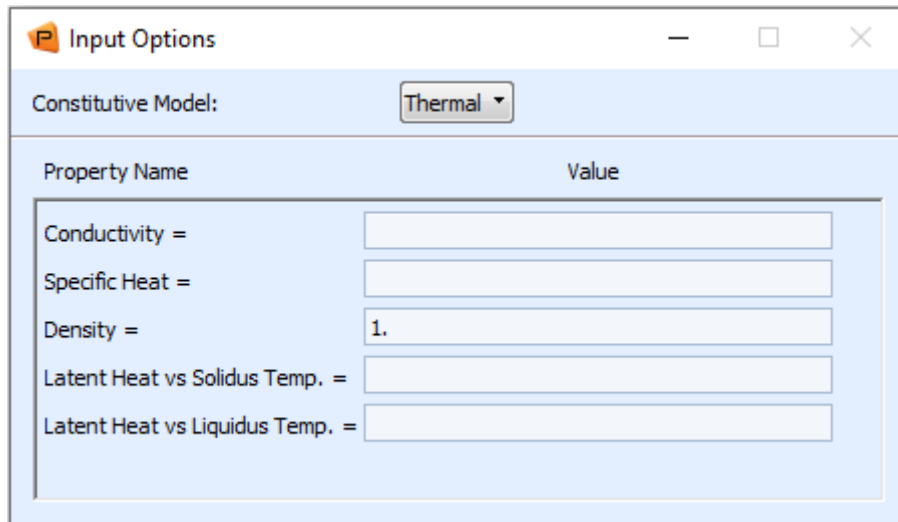 Input Options
Constitutive Model: Thermal
Property Name Value
Conductivity =
Specific Heat =
Density = 1.
Latent Heat vs Solidus Temp. =
Latent Heat vs Liquidus Temp. =